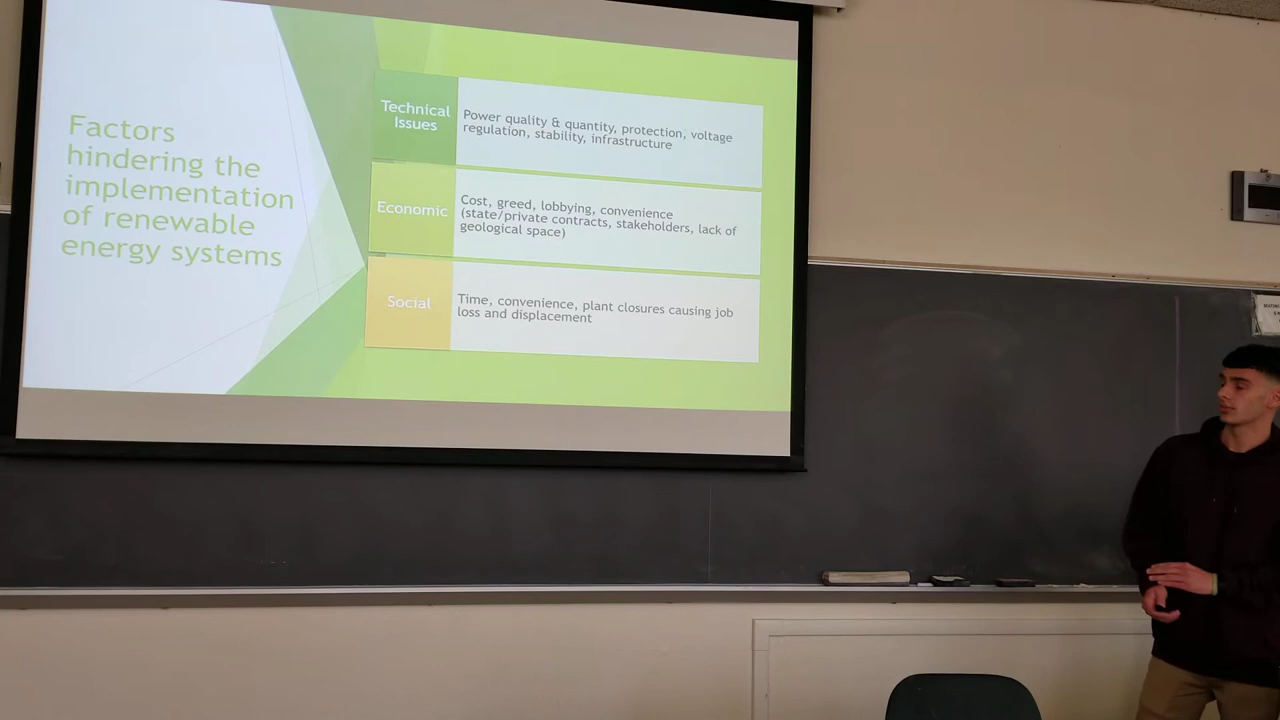 Factors
hindering the
implementation
of renewable
energy systems
Technical
Issues
Power quality & quantity, protection, voltage
regulation, stability, infrastructure
Economic
Cost, greed, lobbying, convenience
(state/private contracts, stakeholders, lack of
geological space)
Social
Time, convenience, plant closures causing job
loss and displacement